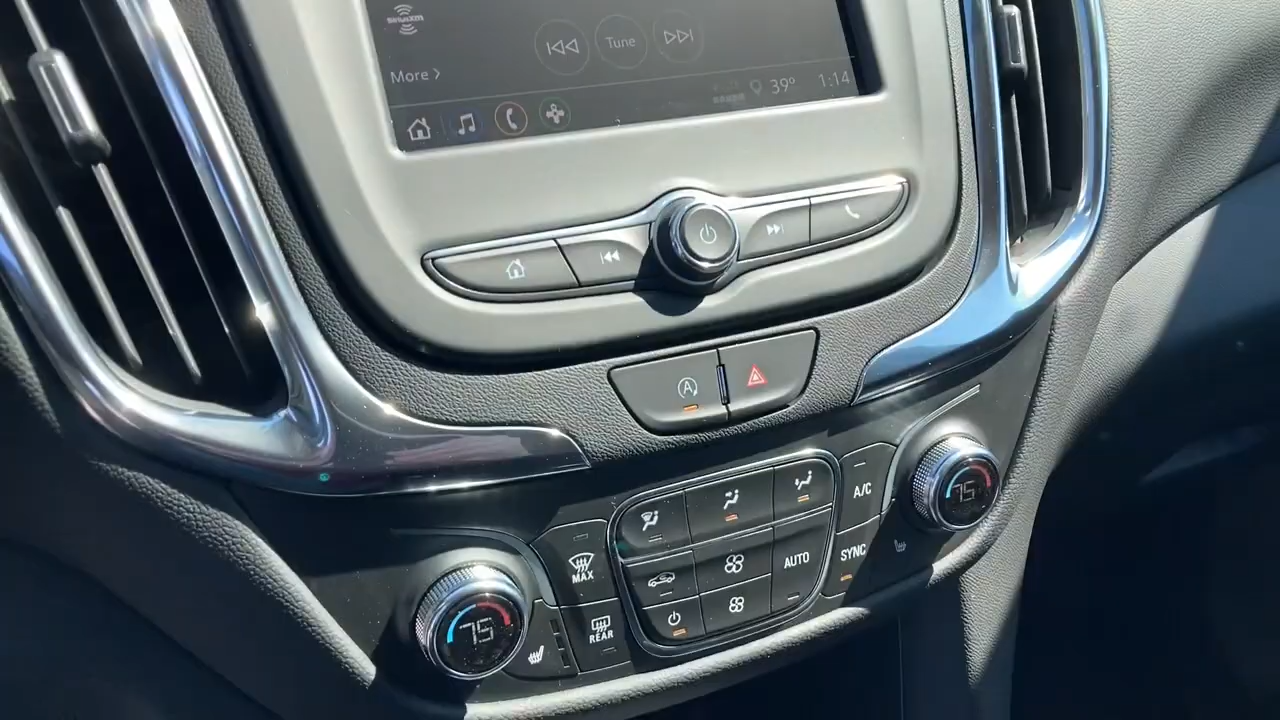 siriusxm
Tune
More >
39° 1:14
A
A/C
MAX
AUTO
SYNC
REAR
75
75